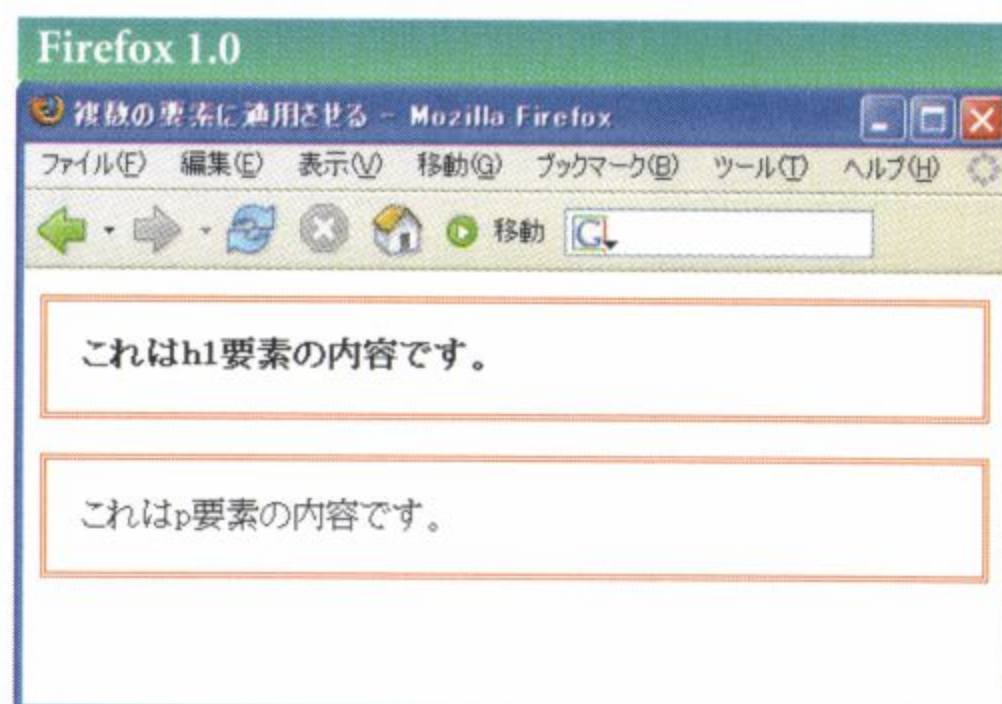 Firefox 1.0
複数の要素に適用させる - Mozilla Firefox
ファイル(F) 編集(E) 表示(V) 移動(G) ブックマーク(B) ツール(T) ヘルプ(H)
移動 G
これはh1要素の内容です。
これはp要素の内容です。